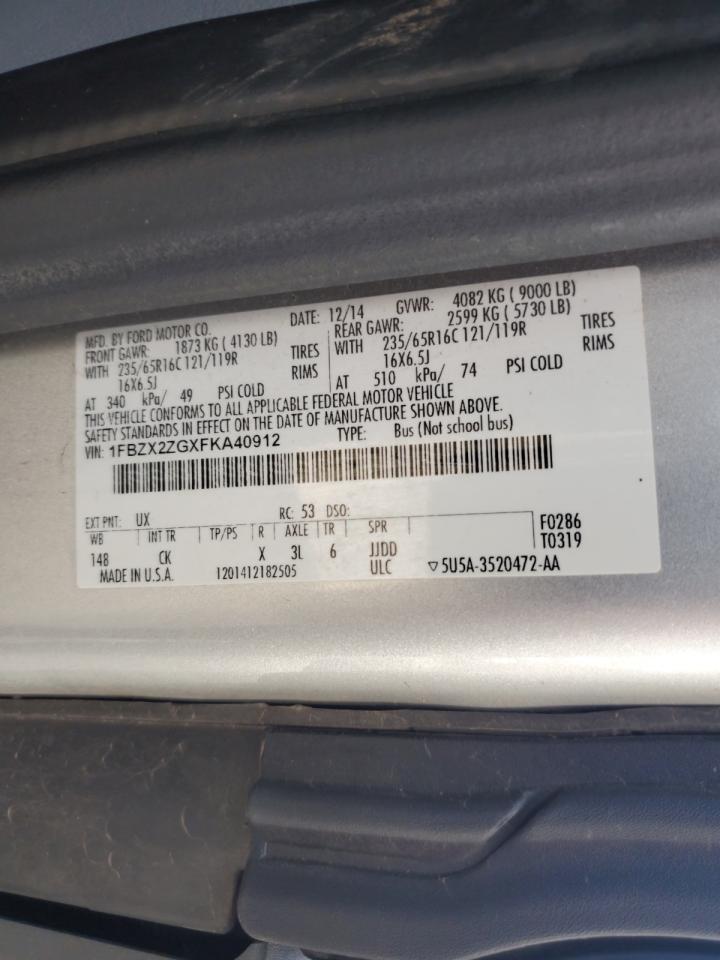 MFD. BY FORD MOTOR CO. DATE: 12/14 GVWR: 4082 KG ( 9000 LB)
FRONT GAWR: 1873 KG ( 4130 LB) REAR GAWR: 2599 KG ( 5730 LB)
WITH 235/65R16C 121/119R TIRES WITH 235/65R16C 121/119R TIRES
16X6.5J RIMS 16X6.5J RIMS
AT 340 kPa/ 49 PSI COLD AT 510 kPa/ 74 PSI COLD
THIS VEHICLE CONFORMS TO ALL APPLICABLE FEDERAL MOTOR VEHICLE
SAFETY STANDARDS IN EFFECT ON THE DATE OF MANUFACTURE SHOWN ABOVE.
VIN: 1FBZX2ZGXFKA40912 TYPE: Bus (Not school bus)
EXT PNT: UX RC: 53 DSO: F0286
WB INT TR TP/PS R AXLE TR SPR T0319
148 CK X 3L 6 JJDD
MADE IN U.S.A. 1201412182505 ULC ▽5U5A-3520472-AA